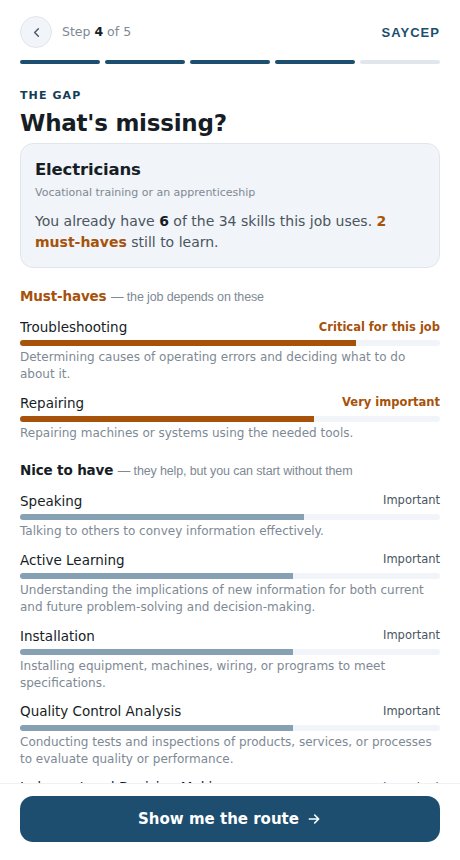 Step 4 of 5
SAYCEP
THE GAP
What's missing?
Electricians
Vocational training or an apprenticeship
You already have 6 of the 34 skills this job uses. 2
must-haves still to learn.
Must-haves — the job depends on these
Troubleshooting
Critical for this job
Determining causes of operating errors and deciding what to do
about it.
Repairing
Very important
Repairing machines or systems using the needed tools.
Nice to have — they help, but you can start without them
Speaking
Important
Talking to others to convey information effectively.
Active Learning
Important
Understanding the implications of new information for both current
and future problem-solving and decision-making.
Installation
Important
Installing equipment, machines, wiring, or programs to meet
specifications.
Quality Control Analysis
Important
Conducting tests and inspections of products, services, or processes
to evaluate quality or performance.
Show me the route →